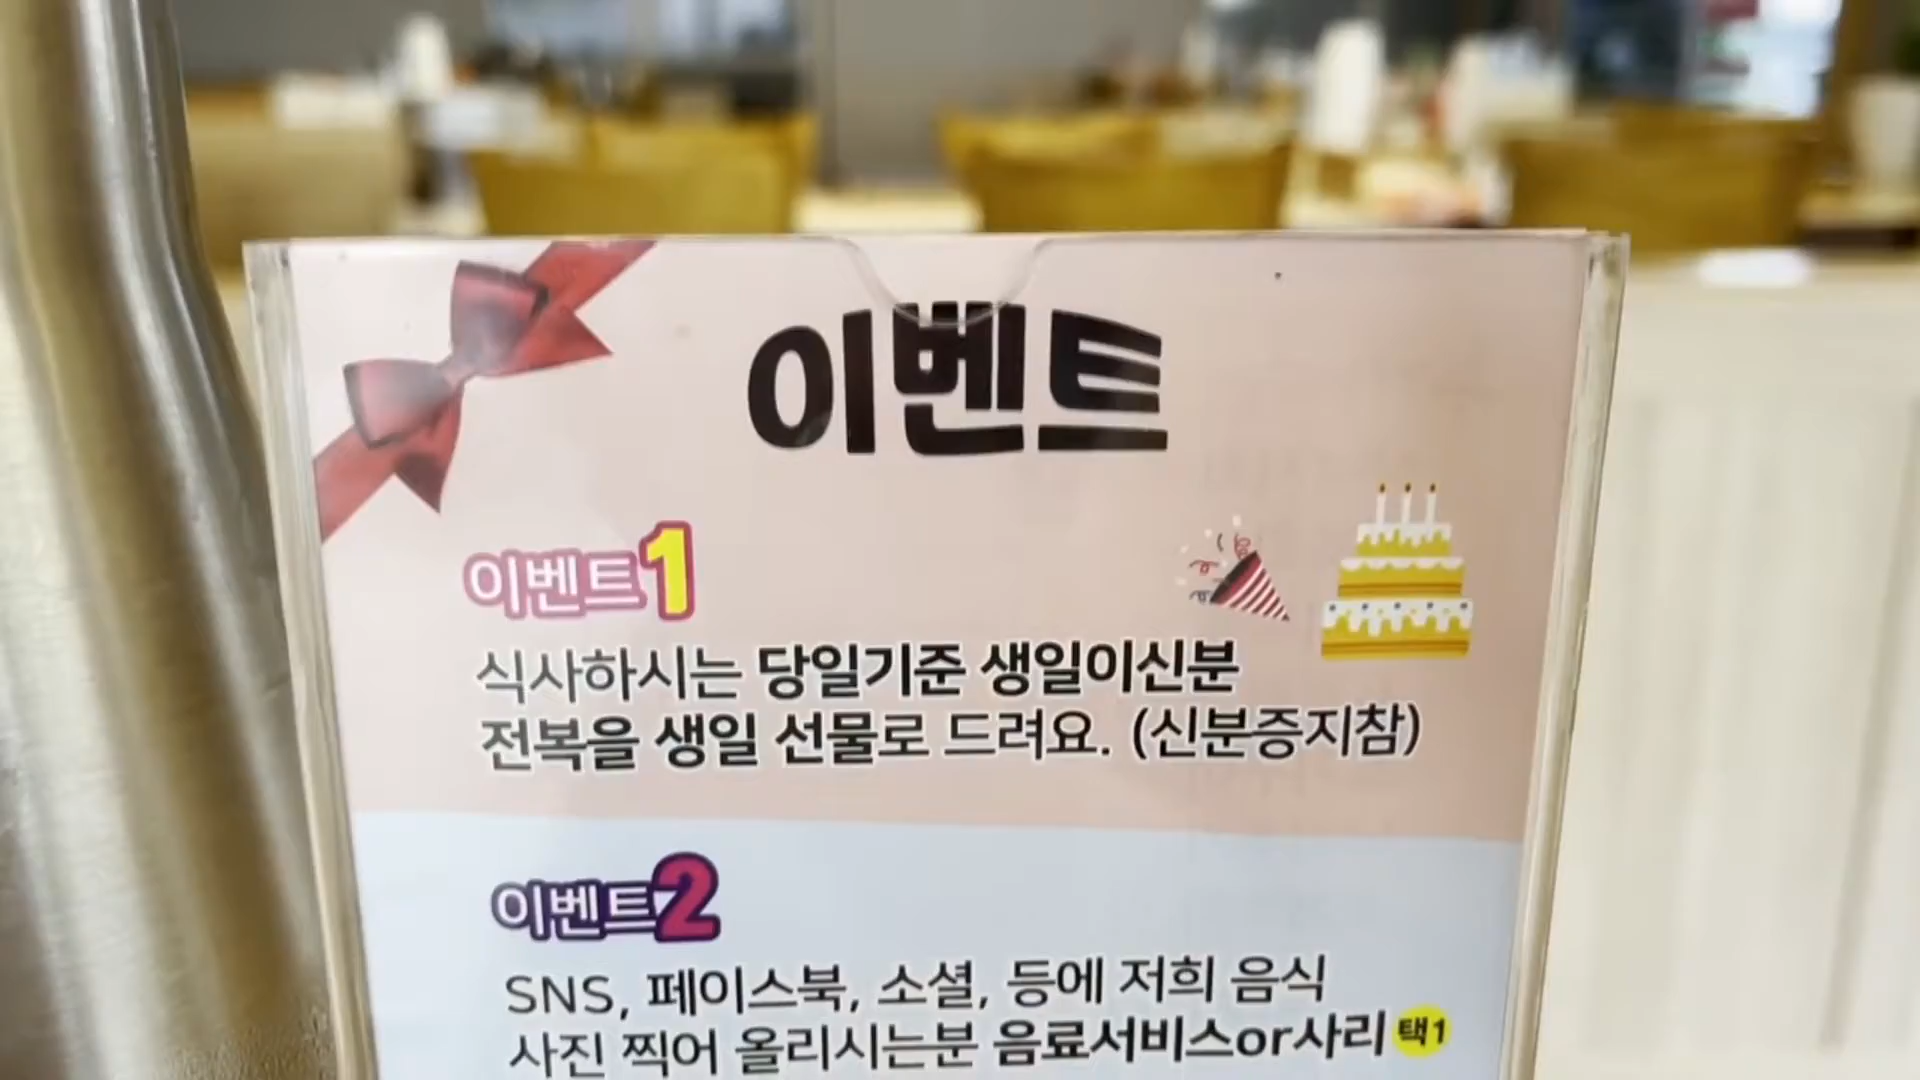 이벤트
이벤트1
식사하시는 당일기준 생일이신분
전복을 생일 선물로 드려요. (신분증지참)
이벤트2
SNS, 페이스북, 소셜, 등에 저희 음식
사진 찍어 올리시는분 음료서비스or사리 택1